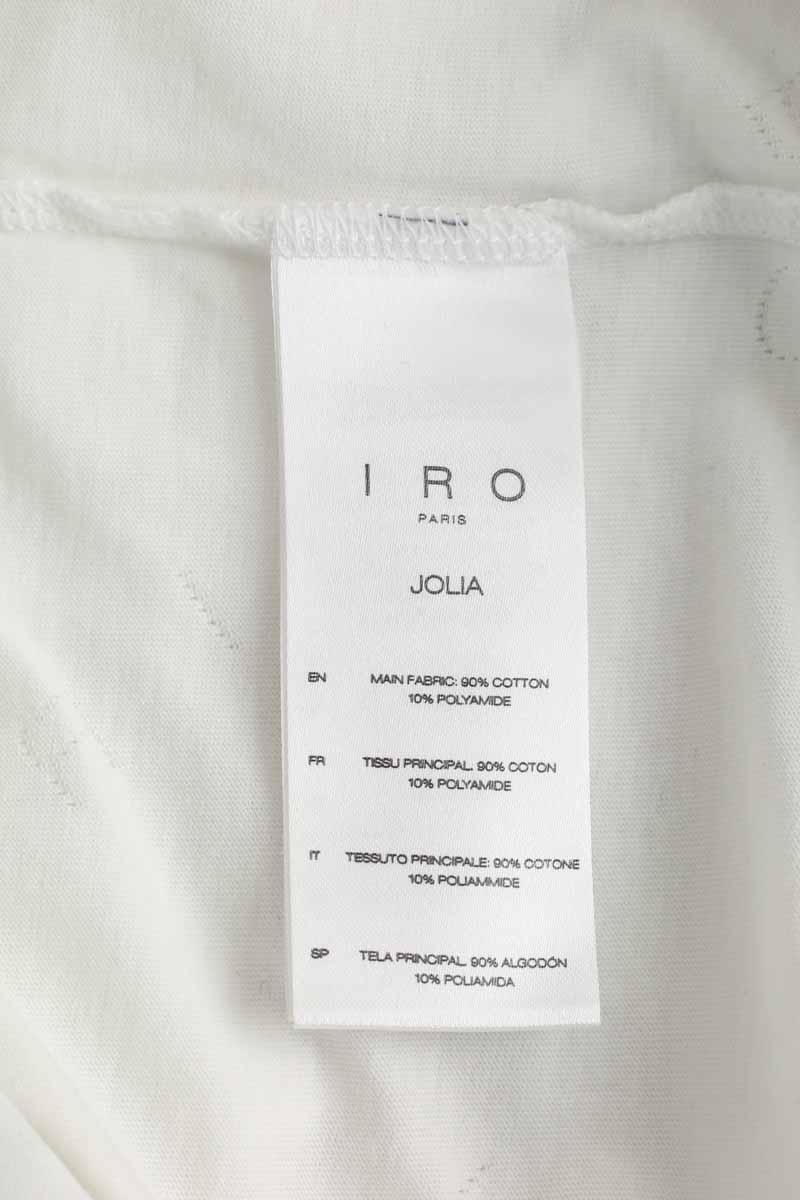 IRO
PARIS
JOLIA
EN MAIN FABRIC: 90% COTTON
10% POLYAMIDE
FR TISSU PRINCIPAL: 90% COTON
10% POLYAMIDE
IT TESSUTO PRINCIPALE: 90% COTONE
10% POLIAMMIDE
SP TELA PRINCIPAL: 90% ALGODÓN
10% POLIAMIDA